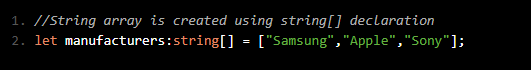 1. //String array is created using string[] declaration
2. let manufacturers:string[] = ["Samsung","Apple","Sony"];